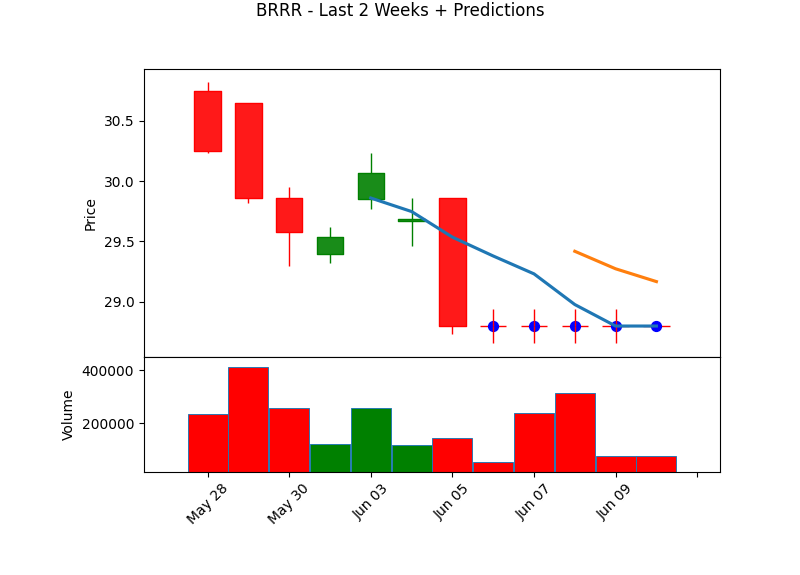 BRRR - Last 2 Weeks + Predictions
30.5
30.0
29.5
29.0
Price
400000
200000
Volume
May 28
May 30
Jun 03
Jun 05
Jun 07
Jun 09